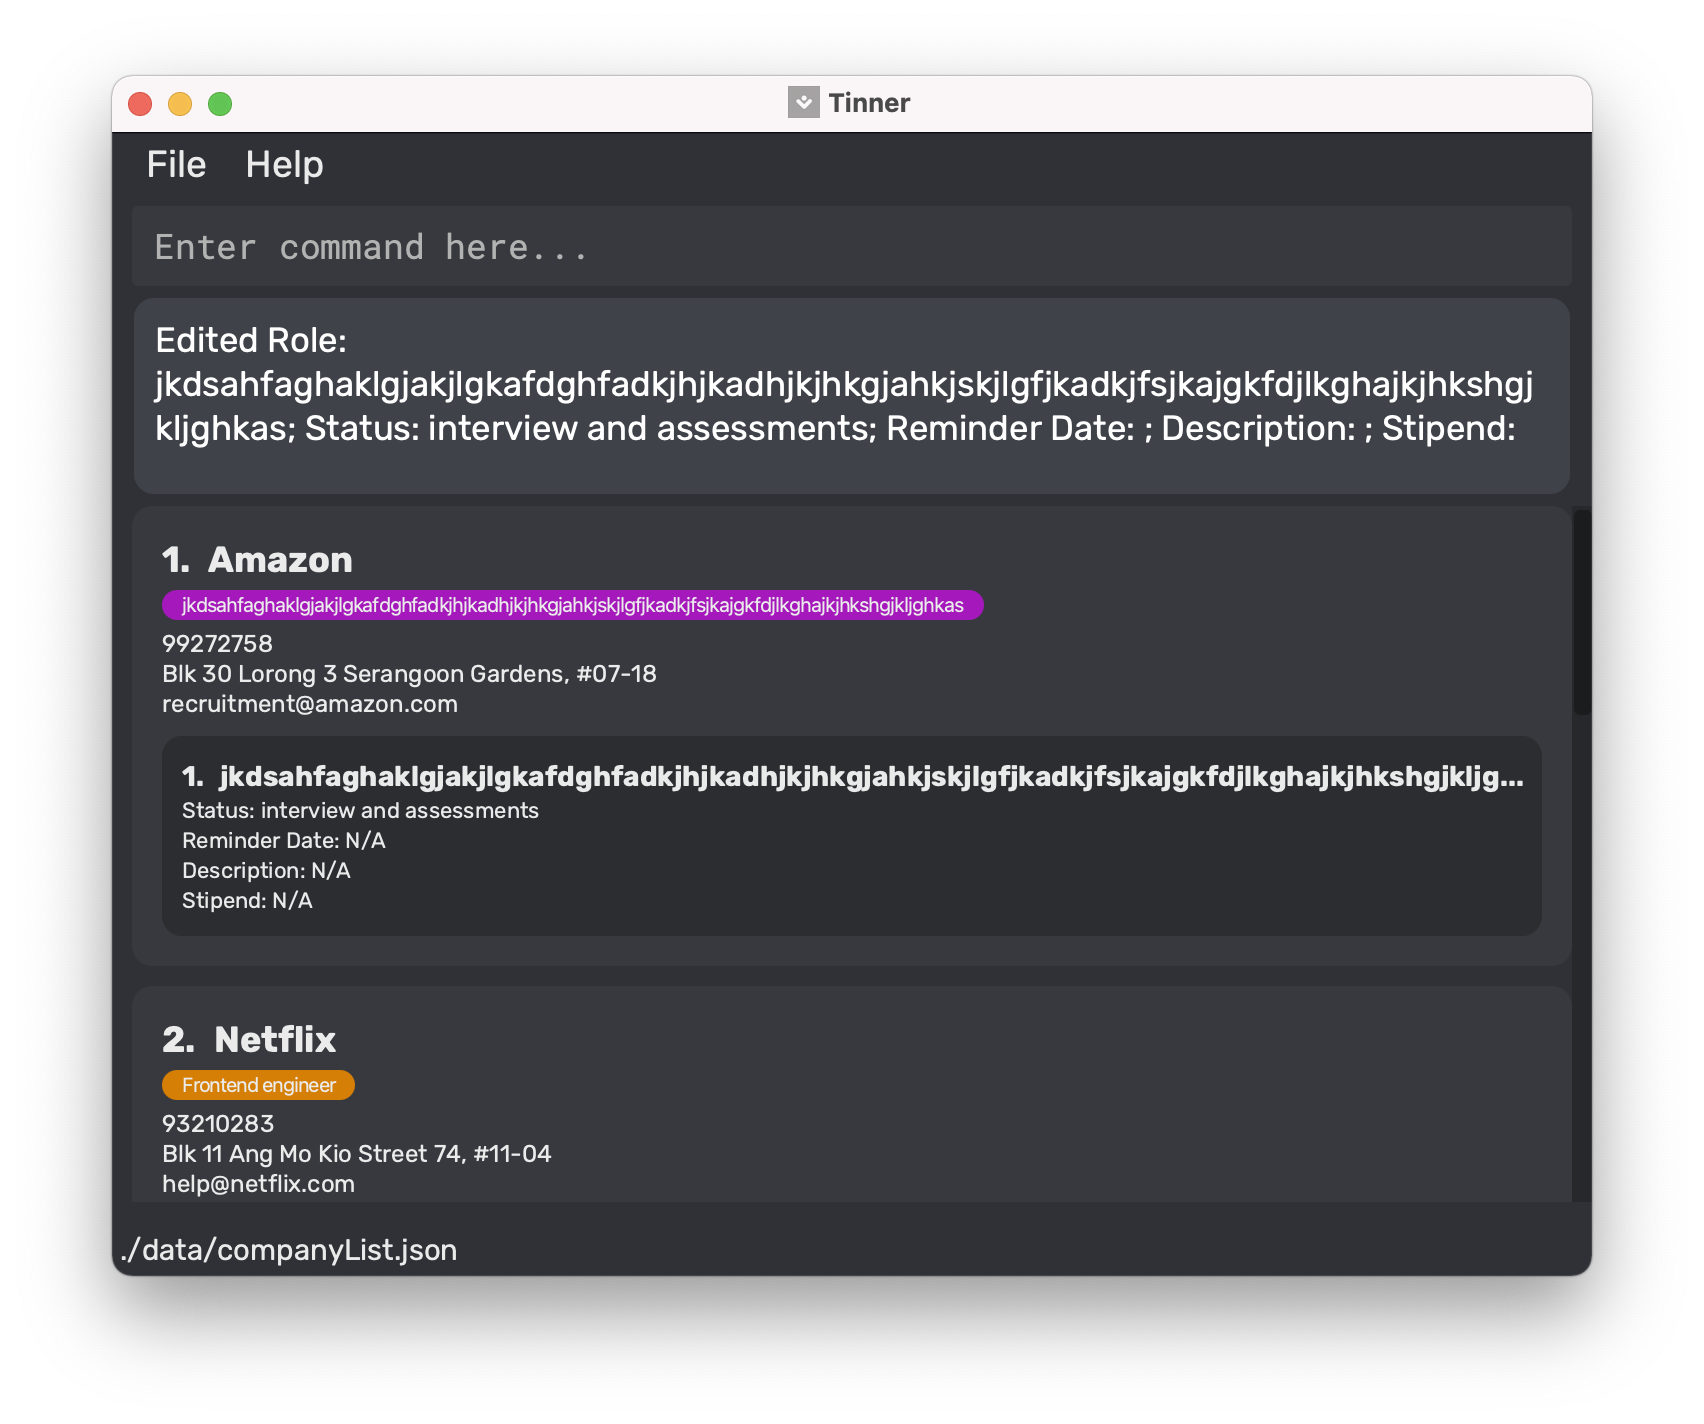 Tinner
File Help
Enter command here...
Edited Role:
jkdsahfaghaklgjakjlgkafdghfadkjhjkadhjkjhkgjahkjskjlgfjkadkjfsjkajgkfdjlkghajkjhkshgj
kljghkas; Status: interview and assessments; Reminder Date: ; Description: ; Stipend:
1. Amazon
jkdsahfaghaklgjakjlgkafdghfadkjhjkadhjkjhkgjahkjskjlgfjkadkjfsjkajgkfdjlkghajkjhkshgjkljghkas
99272758
Blk 30 Lorong 3 Serangoon Gardens, #07-18
recruitment@amazon.com
1. jkdsahfaghaklgjakjlgkafdghfadkjhjkadhjkjhkgjahkjskjlgfjkadkjfsjkajgkfdjlkghajkjhkshgjkljg...
Status: interview and assessments
Reminder Date: N/A
Description: N/A
Stipend: N/A
2. Netflix
Frontend engineer
93210283
Blk 11 Ang Mo Kio Street 74, #11-04
help@netflix.com
./data/companyList.json